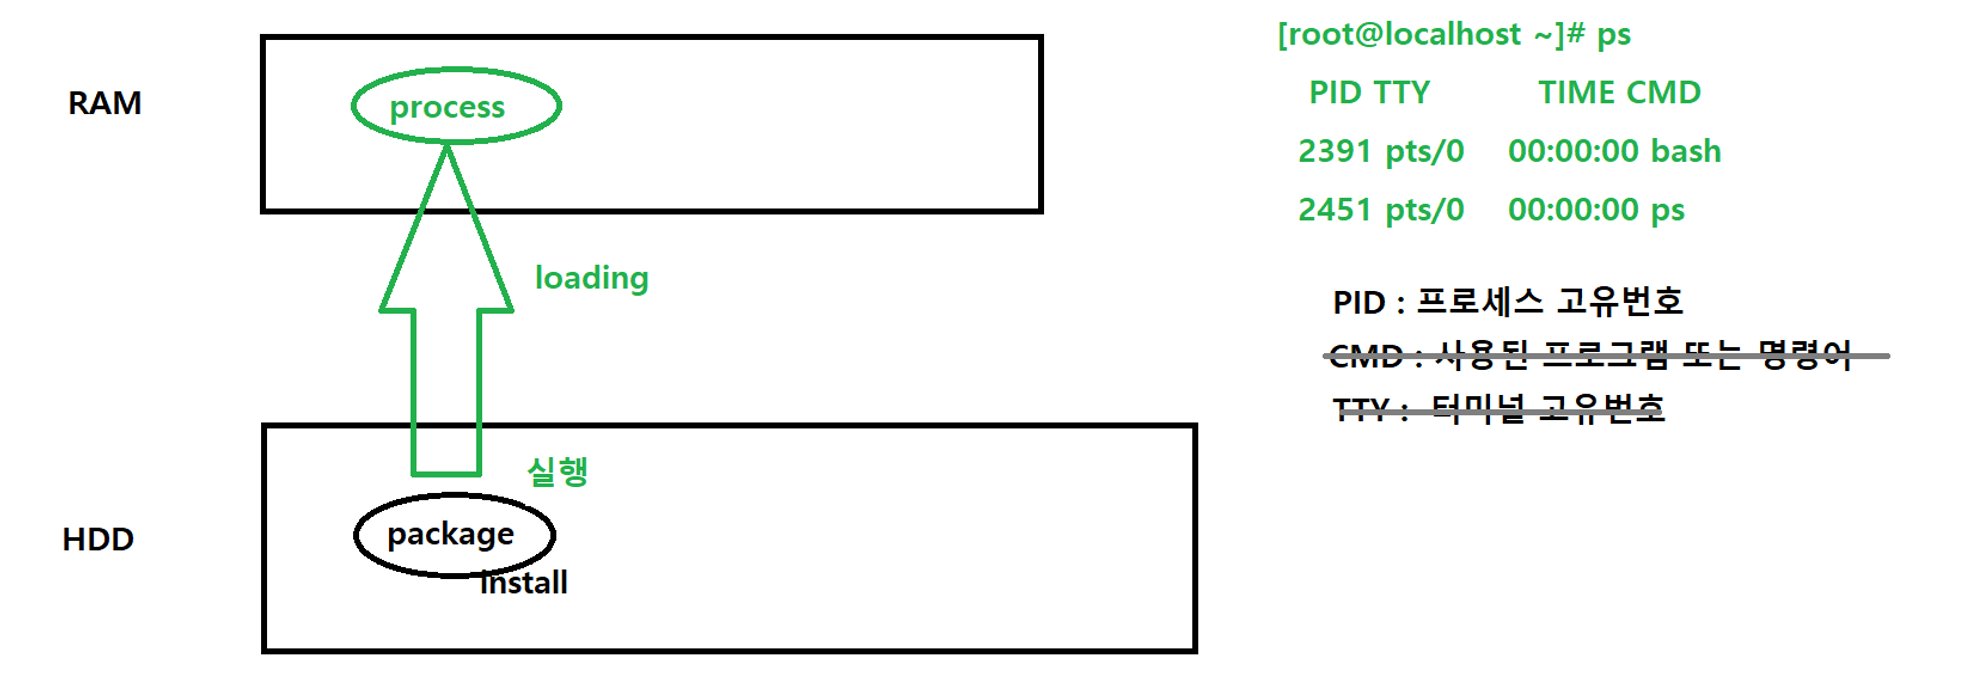 RAM
process
loading
실행
HDD
package
install
[root@localhost ~]# ps
PID TTY TIME CMD
2391 pts/0 00:00:00 bash
2451 pts/0 00:00:00 ps
PID : 프로세스 고유번호
CMD : 사용된 프로그램 또는 명령어
TTY : 터미널 고유번호